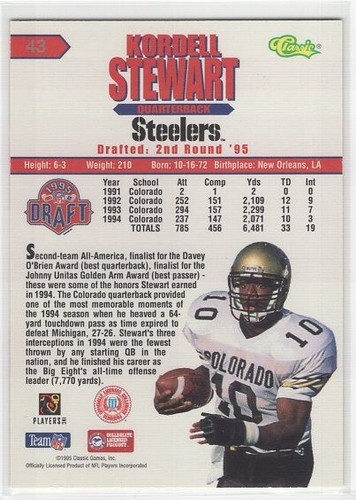 43
KORDELL
STEWART
QUARTERBACK
Classic®
Steelers™
Drafted: 2nd Round '95
Height: 6-3 Weight: 210 Born: 10-16-72 Birthplace: New Orleans, LA
1995
NFL
DRAFT
Year School Att Comp Yds TD Int
1991 Colorado 2 1 2 0 0
1992 Colorado 252 151 2,109 12 9
1993 Colorado 294 157 2,299 11 7
1994 Colorado 237 147 2,071 10 3
TOTALS 785 456 6,481 33 19
Second-team All-America, finalist for the Davey
O'Brien Award (best quarterback), finalist for the
Johnny Unitas Golden Arm Award (best passer) -
these were some of the honors Stewart earned
in 1994. The Colorado quarterback provided
one of the most memorable moments of
the 1994 season when he heaved a 64-
yard touchdown pass as time expired to
defeat Michigan, 27-26. Stewart's three
interceptions in 1994 were the fewest
thrown by any starting QB in the
nation, and he finished his career as
the Big Eight's all-time offense
leader (7,770 yards).
10
COLORADO
10
PLAYERS INC
Team NFL
COLLEGIATE
LICENSED
PRODUCT
©1995 Classic Games, Inc.
Officially Licensed Product of NFL Players Incorporated